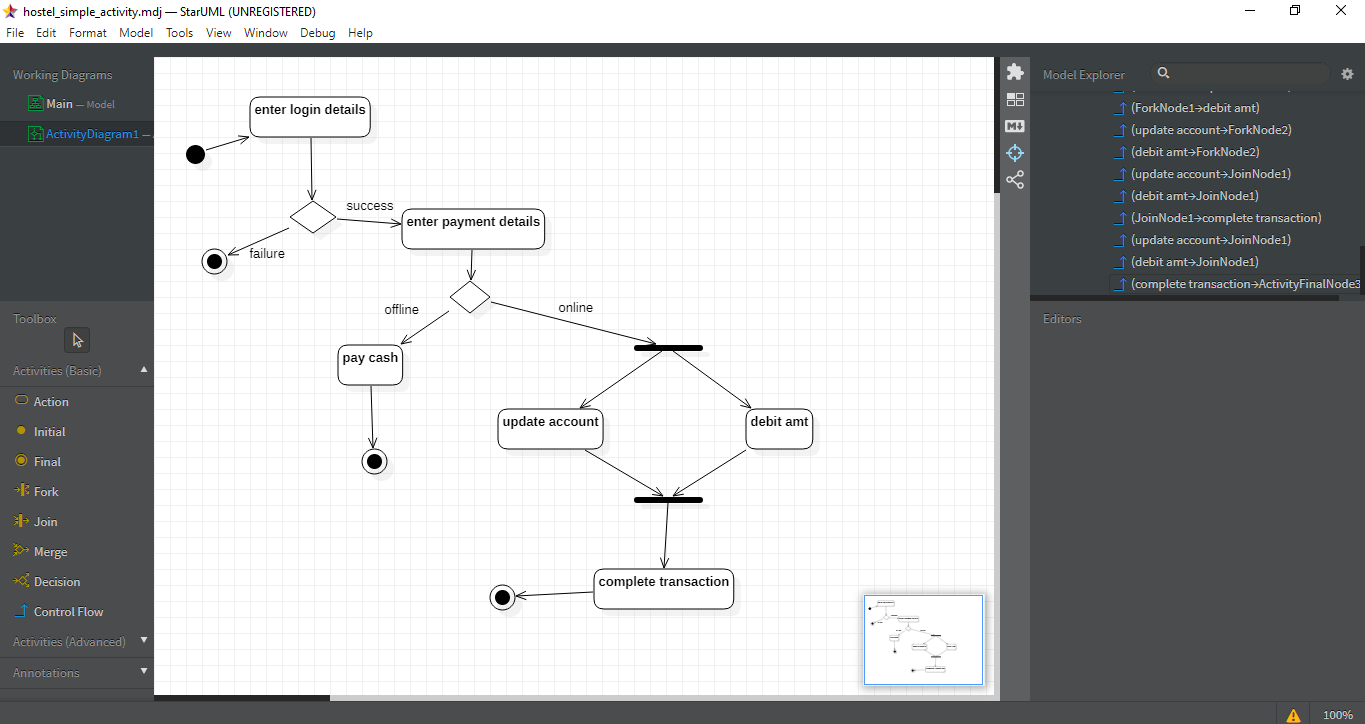 hostel_simple_activity.mdj — StarUML (UNREGISTERED)
File Edit Format Model Tools View Window Debug Help
Working Diagrams
Main — Model
ActivityDiagram1 —
Toolbox
Activities (Basic)
Action
Initial
Final
Fork
Join
Merge
Decision
Control Flow
Activities (Advanced)
Annotations
enter login details
success
enter payment details
failure
offline
online
pay cash
update account
debit amt
complete transaction
M
Model Explorer
(ForkNode1→debit amt)
(update account→ForkNode2)
(debit amt→ForkNode2)
(update account→JoinNode1)
(debit amt→JoinNode1)
(JoinNode1→complete transaction)
(update account→JoinNode1)
(debit amt→JoinNode1)
(complete transaction→ActivityFinalNode3
Editors
100%